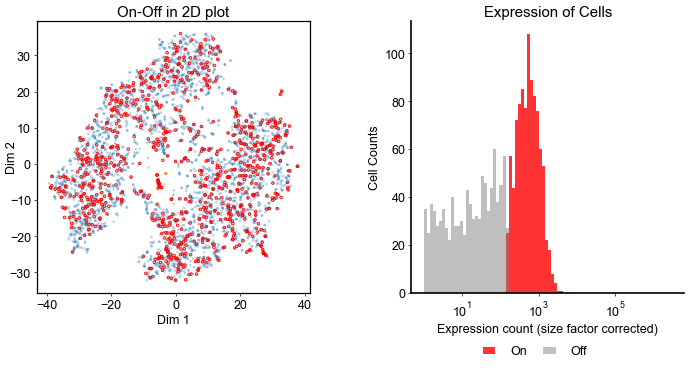 On-Off in 2D plot
Dim 2
30
20
10
0
−10
−20
−30
−40
−20
0
20
40
Dim 1
Expression of Cells
Cell Counts
100
80
60
40
20
0
10^1
10^3
10^5
Expression count (size factor corrected)
On
Off